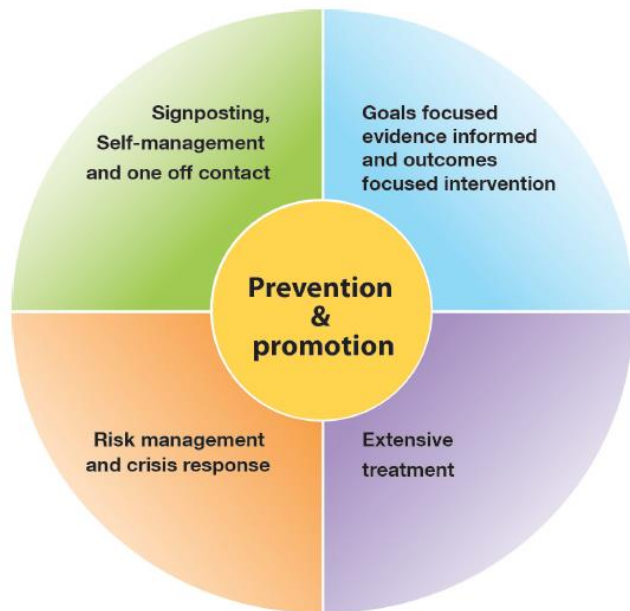 Signposting,
Self-management
and one off contact
Goals focused
evidence informed
and outcomes
focused intervention
Prevention
&
promotion
Risk management
and crisis response
Extensive
treatment